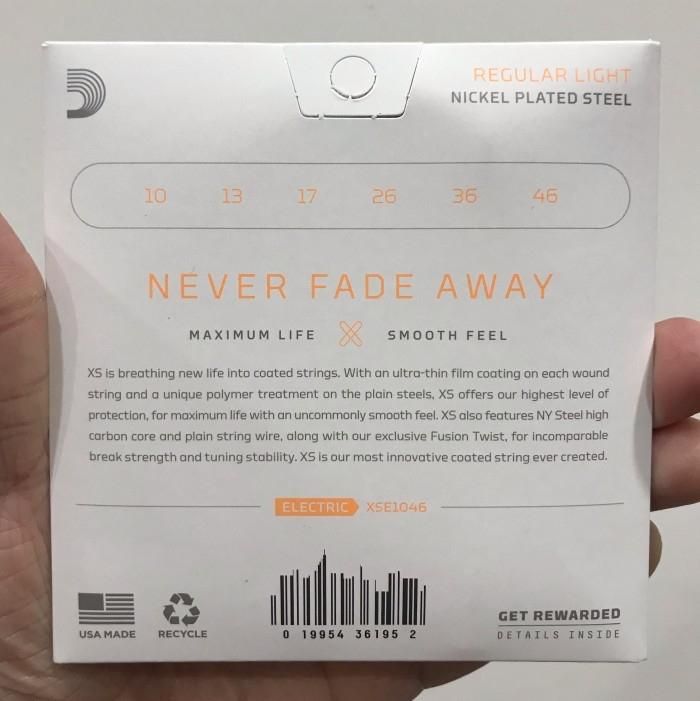 REGULAR LIGHT
NICKEL PLATED STEEL
10 13 17 26 36 46
NEVER FADE AWAY
MAXIMUM LIFE X SMOOTH FEEL
XS is breathing new life into coated strings. With an ultra-thin film coating on each wound
string and a unique polymer treatment on the plain steels, XS offers our highest level of
protection, for maximum life with an uncommonly smooth feel. XS also features NY Steel high
carbon core and plain string wire, along with our exclusive Fusion Twist, for incomparable
break strength and tuning stability. XS is our most innovative coated string ever created.
ELECTRIC XSE1046
USA MADE
RECYCLE
0 19954 36195 2
GET REWARDED
DETAILS INSIDE